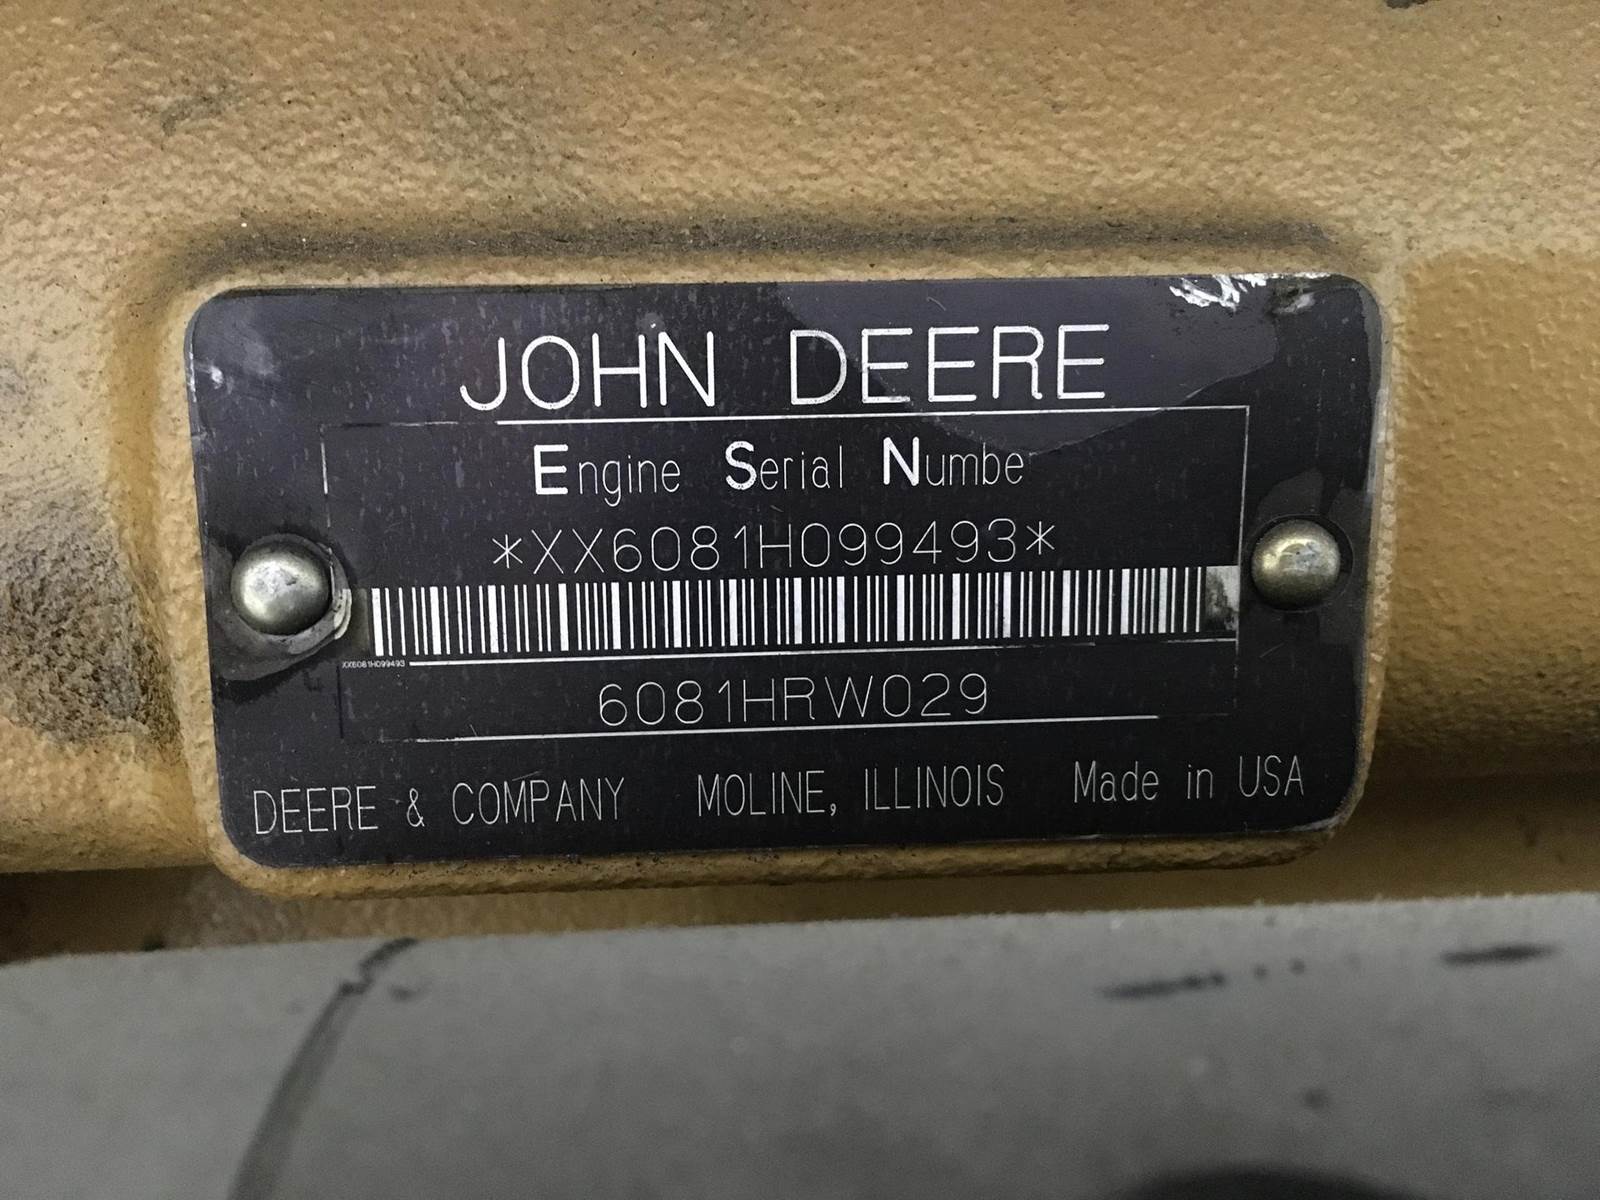 JOHN DEERE
Engine Serial Numbe
*XX6081H099493*
XX6081H099493
6081HRW029
DEERE & COMPANY MOLINE, ILLINOIS Made in USA